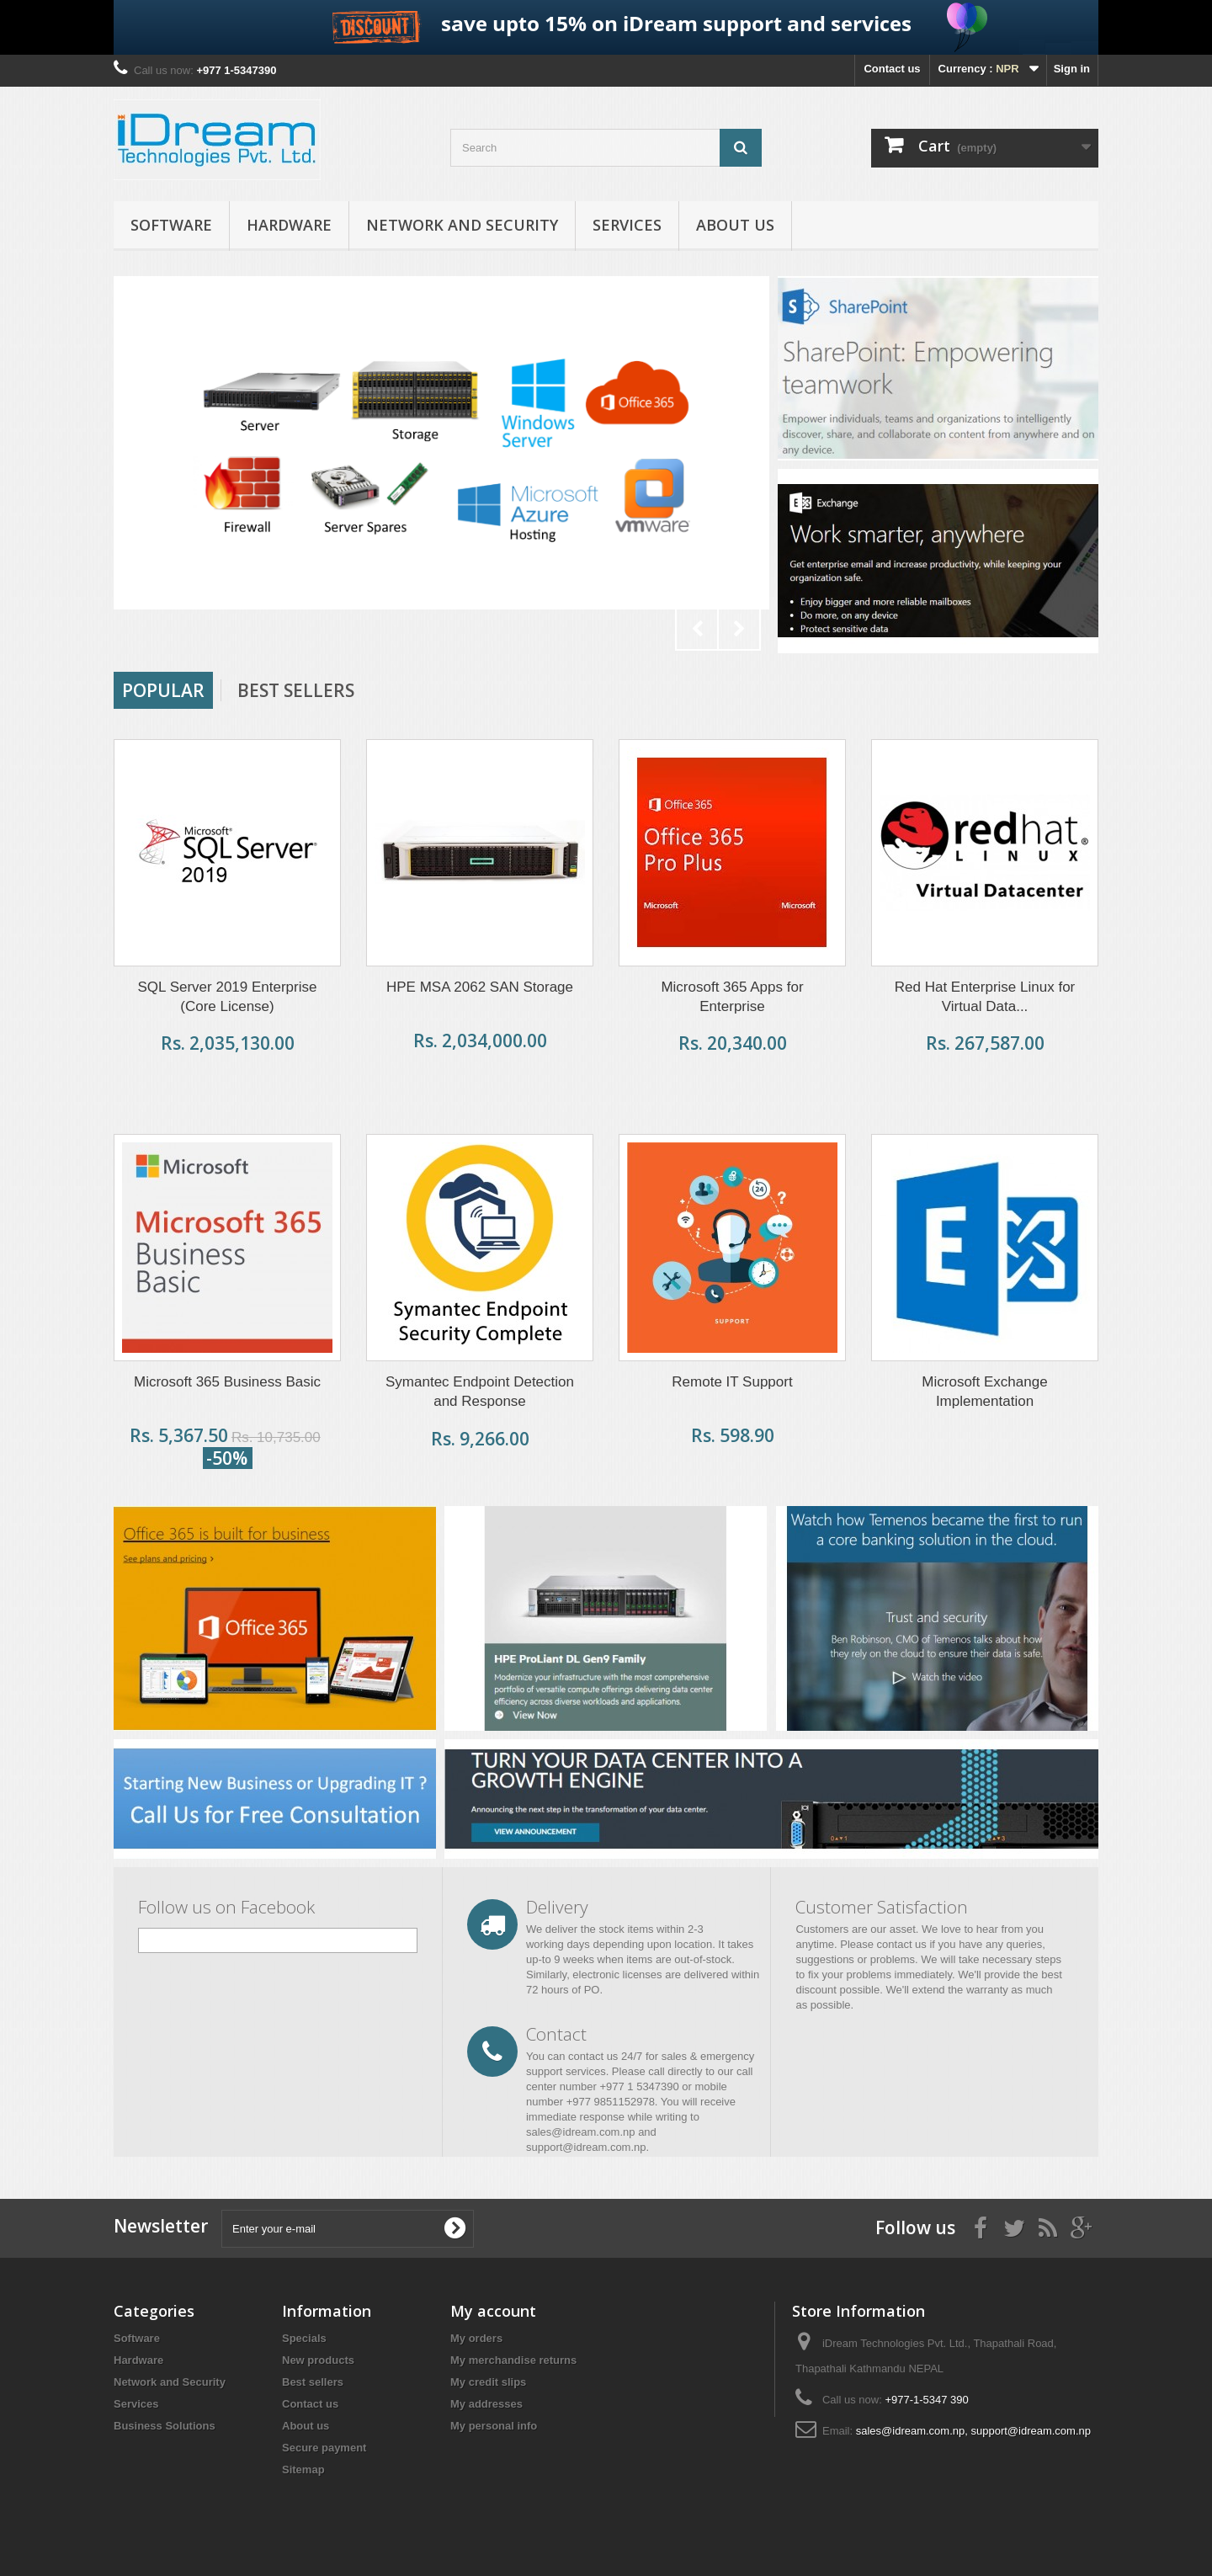 DISCOUNT save upto 15% on iDream support and services
Call us now: +977 1-5347390
Contact us
Currency : NPR
Sign in
iDream
Technologies Pvt. Ltd.
Search
Cart (empty)
SOFTWARE
HARDWARE
NETWORK AND SECURITY
SERVICES
ABOUT US
Server
Storage
Windows
Server
Office 365
Firewall
Server Spares
Microsoft
Azure
Hosting
vmware
SharePoint
SharePoint: Empowering
teamwork
Empower individuals, teams and organizations to intelligently
discover, share, and collaborate on content from anywhere and on
any device.
Exchange
Work smarter, anywhere
Get enterprise email and increase productivity, while keeping your
organization safe.
• Enjoy bigger and more reliable mailboxes
• Do more, on any device
• Protect sensitive data
POPULAR
BEST SELLERS
Microsoft®
SQL Server®
2019
Office 365
Office 365
Pro Plus
Microsoft
Microsoft
redhat®
LINUX
Virtual Datacenter
SQL Server 2019 Enterprise
(Core License)
Rs. 2,035,130.00
HPE MSA 2062 SAN Storage
Rs. 2,034,000.00
Microsoft 365 Apps for
Enterprise
Rs. 20,340.00
Red Hat Enterprise Linux for
Virtual Data...
Rs. 267,587.00
Microsoft
Microsoft 365
Business
Basic
Symantec Endpoint
Security Complete
24
?
i
SUPPORT
E
Microsoft 365 Business Basic
Rs. 5,367.50 Rs. 10,735.00
-50%
Symantec Endpoint Detection
and Response
Rs. 9,266.00
Remote IT Support
Rs. 598.90
Microsoft Exchange
Implementation
Office 365 is built for business
See plans and pricing ›
Office 365
HPE ProLiant DL Gen9 Family
Modernize your infrastructure with the most comprehensive
portfolio of versatile compute offerings delivering data center
efficiency across diverse workloads and applications.
View Now
Watch how Temenos became the first to run
a core banking solution in the cloud.
Trust and security
Ben Robinson, CMO of Temenos talks about how
they rely on the cloud to ensure their data is safe.
Watch the video
Starting New Business or Upgrading IT ?
Call Us for Free Consultation
TURN YOUR DATA CENTER INTO A
GROWTH ENGINE
Announcing the next step in the transformation of your data center.
VIEW ANNOUNCEMENT
Follow us on Facebook
Delivery
We deliver the stock items within 2-3
working days depending upon location. It takes
up-to 9 weeks when items are out-of-stock.
Similarly, electronic licenses are delivered within
72 hours of PO.
Contact
You can contact us 24/7 for sales & emergency
support services. Please call directly to our call
center number +977 1 5347390 or mobile
number +977 9851152978. You will receive
immediate response while writing to
sales@idream.com.np and
support@idream.com.np.
Customer Satisfaction
Customers are our asset. We love to hear from you
anytime. Please contact us if you have any queries,
suggestions or problems. We will take necessary steps
to fix your problems immediately. We'll provide the best
discount possible. We'll extend the warranty as much
as possible.
Newsletter
Enter your e-mail
Follow us
Categories
Software
Hardware
Network and Security
Services
Business Solutions
Information
Specials
New products
Best sellers
Contact us
About us
Secure payment
Sitemap
My account
My orders
My merchandise returns
My credit slips
My addresses
My personal info
Store Information
iDream Technologies Pvt. Ltd., Thapathali Road,
Thapathali Kathmandu NEPAL
Call us now: +977-1-5347 390
Email: sales@idream.com.np, support@idream.com.np